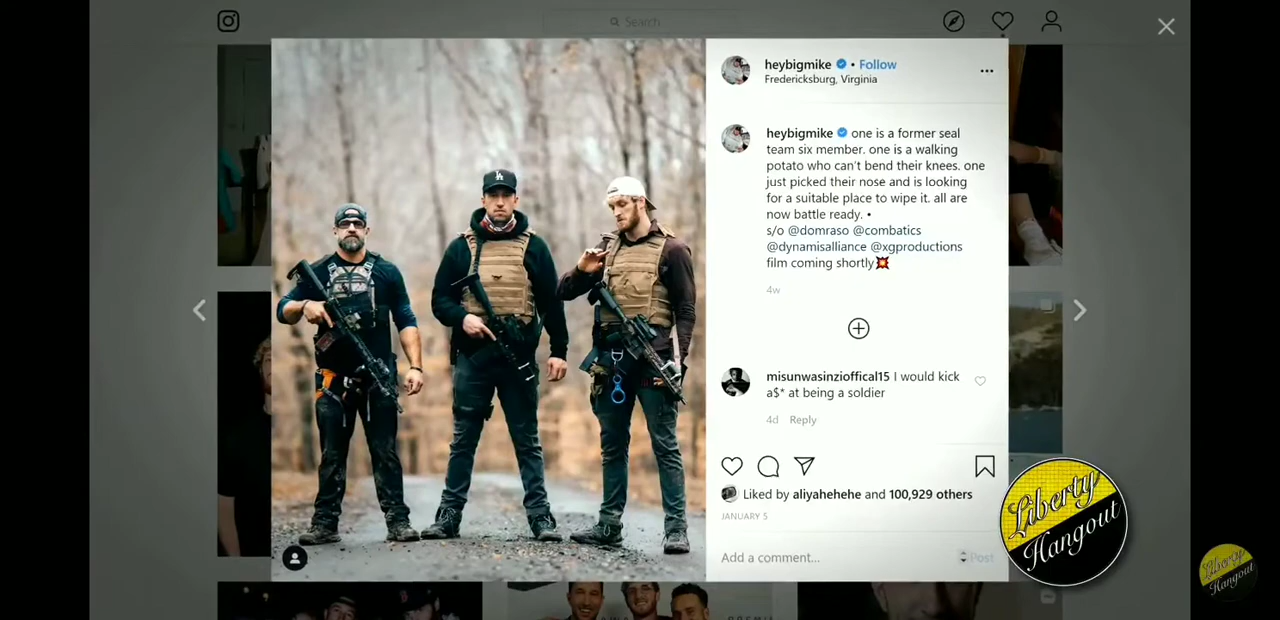 Search
heybigmike • Follow
Fredericksburg, Virginia
heybigmike one is a former seal
team six member. one is a walking
potato who can't bend their knees. one
just picked their nose and is looking
for a suitable place to wipe it. all are
now battle ready. •
s/o @domraso @combatics
@dynamisalliance @xgproductions
film coming shortly💥
4w
misunwasinzioffical15 I would kick
a$* at being a soldier
4d Reply
Liked by aliyahehehe and 100,929 others
JANUARY 5
Add a comment... Post
LA
Liberty
Hangout
Liberty
Hangout